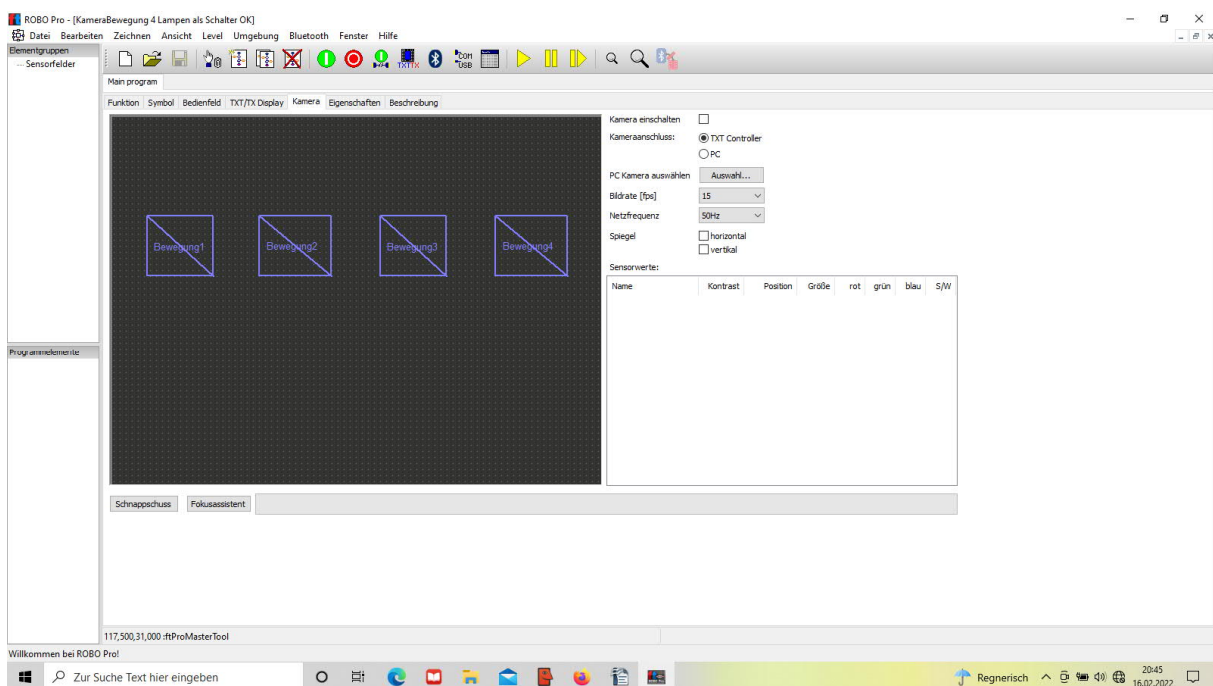 ROBO Pro - [KameraBewegung 4 Lampen als Schalter OK]
Datei Bearbeiten Zeichnen Ansicht Level Umgebung Bluetooth Fenster Hilfe
Elementgruppen
Sensorfelder
TXT/TX
COM
USB
Main program
Funktion Symbol Bedienfeld TXT/TX Display Kamera Eigenschaften Beschreibung
Bewegung1 Bewegung2 Bewegung3 Bewegung4
Kamera einschalten
Kameraanschluss: TXT Controller
PC
PC Kamera auswählen Auswahl...
Bildrate [fps] 15
Netzfrequenz 50Hz
Spiegel horizontal
vertikal
Sensorwerte:
Name Kontrast Position Größe rot grün blau S/W
Programmelemente
Schnappschuss Fokusassistent
117,500,31,000 :ftProMasterTool
Willkommen bei ROBO Pro!
Zur Suche Text hier eingeben
Regnerisch
20:45
16.02.2022